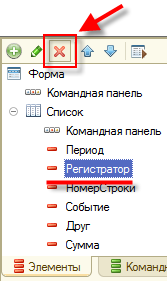 Форма
Командная панель
Список
Командная панель
Период
Регистратор
НомерСтроки
Событие
Друг
Сумма
Элементы
Команд